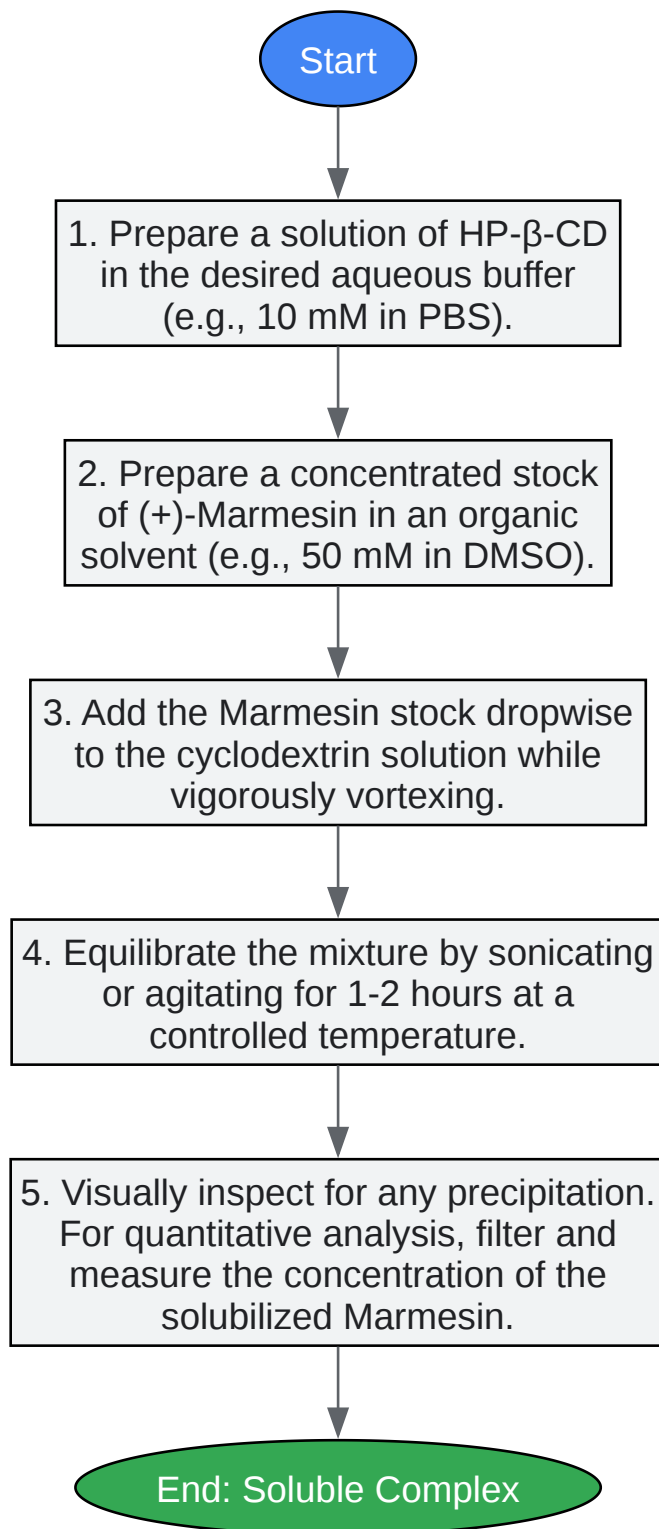 Start
1. Prepare a solution of HP-β-CD
in the desired aqueous buffer
(e.g., 10 mM in PBS).
2. Prepare a concentrated stock
of (+)-Marmesin in an organic
solvent (e.g., 50 mM in DMSO).
3. Add the Marmesin stock dropwise
to the cyclodextrin solution while
vigorously vortexing.
4. Equilibrate the mixture by sonicating
or agitating for 1-2 hours at a
controlled temperature.
5. Visually inspect for any precipitation.
For quantitative analysis, filter and
measure the concentration of the
solubilized Marmesin.
End: Soluble Complex